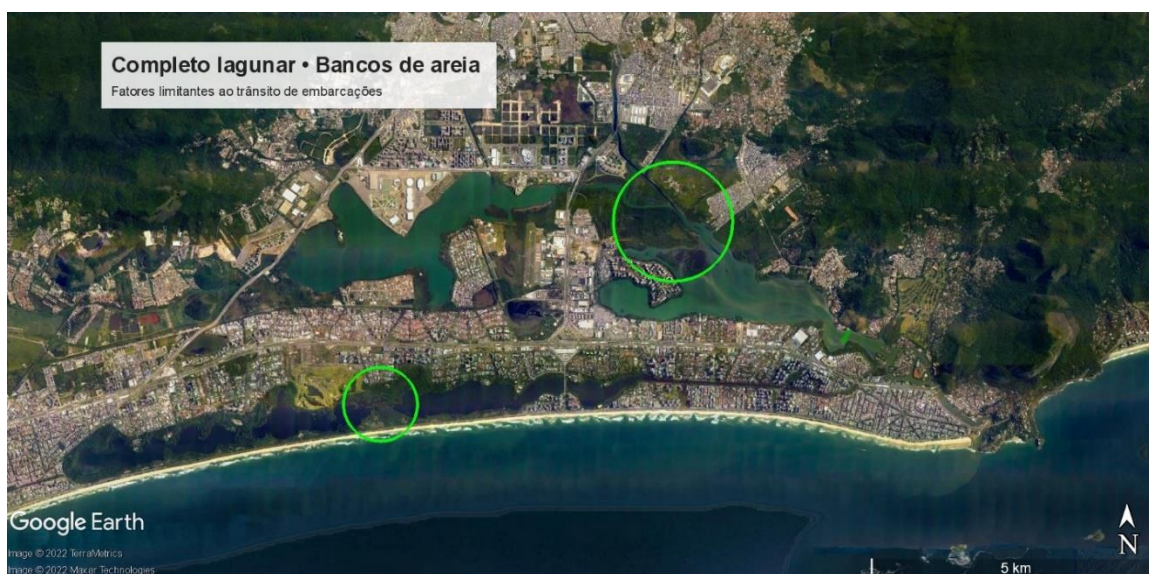 Completo lagunar • Bancos de areia
Fatores limitantes ao trânsito de embarcações
Google Earth
Image © 2022 TerraMetrics
Image © 2022 Maxar Technologies
N
5 km